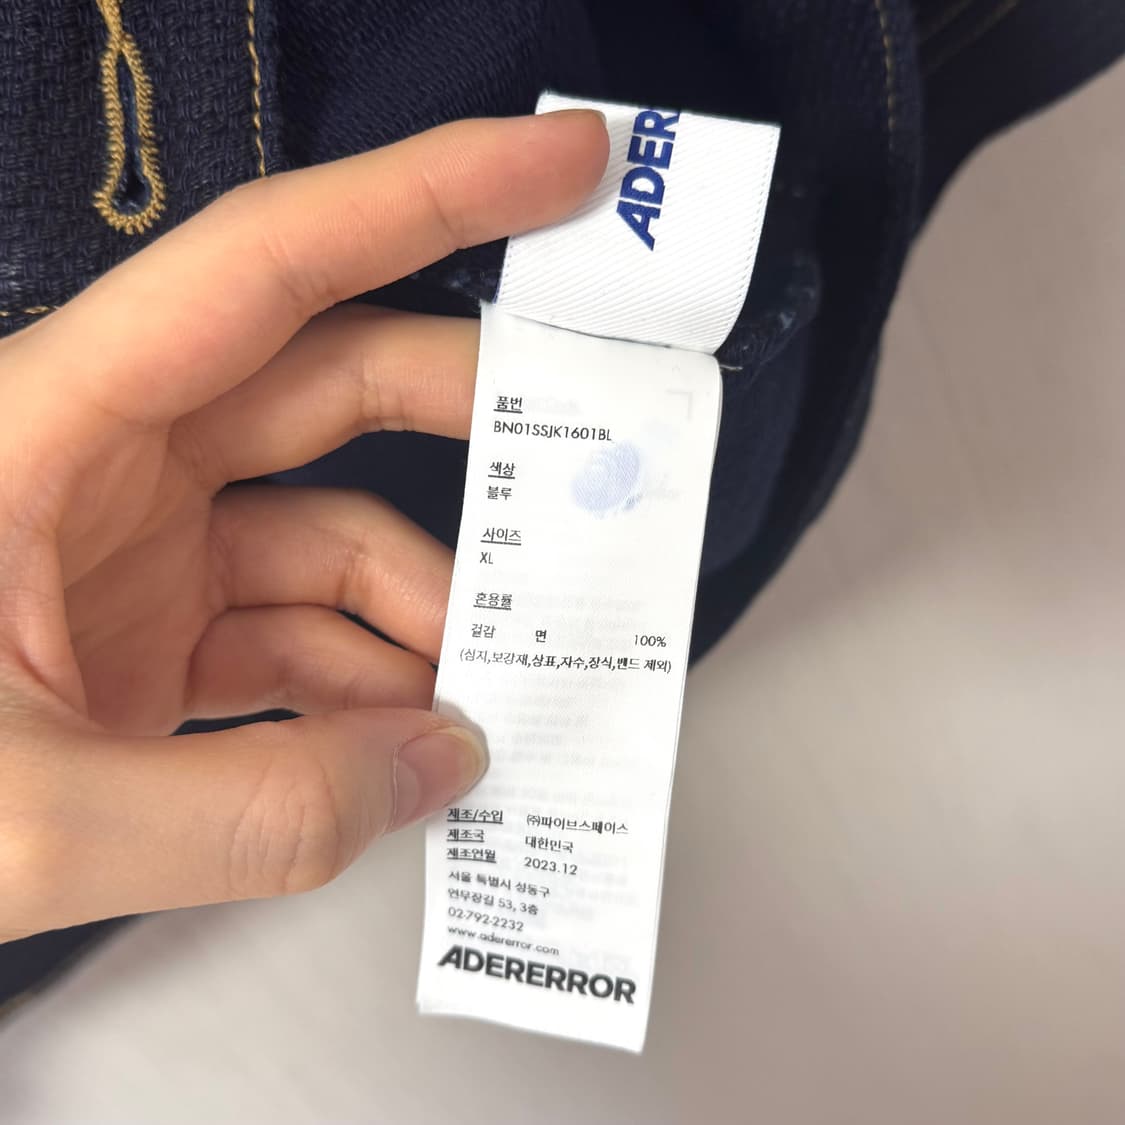 ADER
품번
BN01SSJK1601BL
색상
블루
사이즈
XL
혼용률
겉감 면 100%
(심지,보강재,상표,자수,장식,밴드 제외)
제조/수입 ㈜파이브스페이스
제조국 대한민국
제조연월 2023.12
서울 특별시 성동구
연무장길 53, 3층
02-792-2232
www.adererror.com
ADERERROR